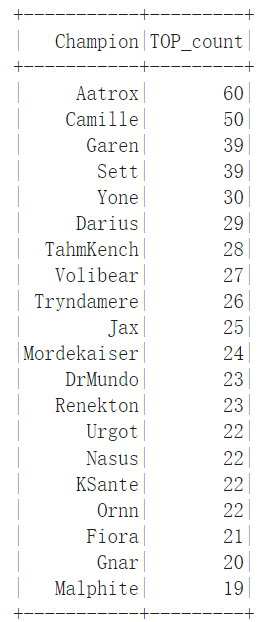 +-----------+---------+
|   Champion|TOP_count|
+-----------+---------+
|     Aatrox|       60|
|    Camille|       50|
|      Garen|       39|
|       Sett|       39|
|       Yone|       30|
|     Darius|       29|
|  TahmKench|       28|
|   Volibear|       27|
| Tryndamere|       26|
|        Jax|       25|
|Mordekaiser|       24|
|    DrMundo|       23|
|   Renekton|       23|
|      Urgot|       22|
|      Nasus|       22|
|     KSante|       22|
|       Ornn|       22|
|      Fiora|       21|
|       Gnar|       20|
|   Malphite|       19|
+-----------+---------+